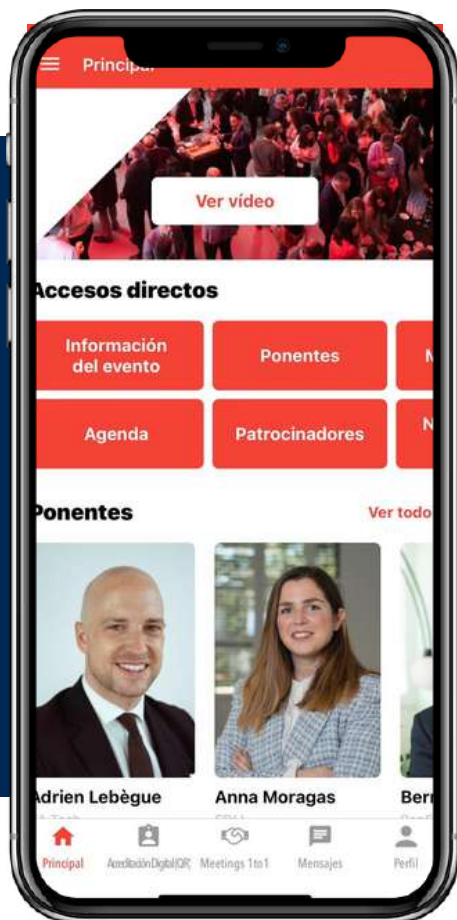 Principal
Ver vídeo
Accesos directos
Información
del evento
Ponentes
Agenda
Patrocinadores
Ponentes
Ver todo
Adrien Lebègue
Anna Moragas
Principal
Acreditación Digital (QR)
Meetings 1to1
Mensajes
Perfil